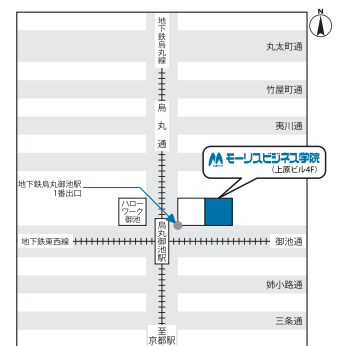 N
地下鉄烏丸線
丸太町通
竹屋町通
烏丸通
夷川通
モーリスビジネス学院
(上原ビル4F)
地下鉄烏丸御池駅
1番出口
ハロー
ワーク
御池
烏丸御池駅
地下鉄東西線
御池通
姉小路通
三条通
至
京都駅